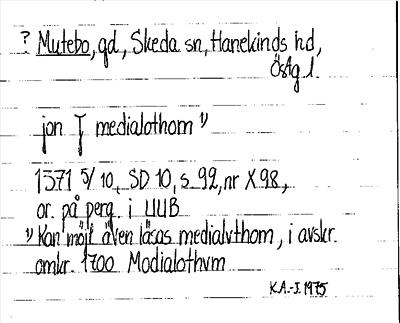 ? Mutebo, gd, Skeda sn, Hanekinds hd,
Östg l.
jon J medialothom 1)
1371 5/10, SD 10, s. 92, nr X 98,
or. på perg. i UUB
1) Kan möjl även läsas medialvthom, i avskr.
omkr. 1700 Modialothvm
K.A.-J. 1975